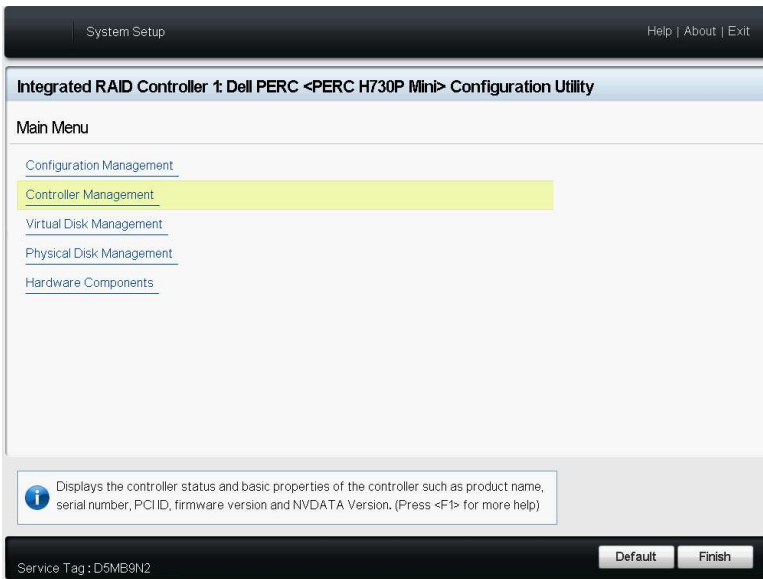 System Setup
Help | About | Exit
Integrated RAID Controller 1: Dell PERC <PERC H730P Mini> Configuration Utility
Main Menu
Configuration Management
Controller Management
Virtual Disk Management
Physical Disk Management
Hardware Components
Displays the controller status and basic properties of the controller such as product name,
serial number, PCI ID, firmware version and NVDATA Version. (Press <F1> for more help)
Service Tag : D5MB9N2
Default
Finish